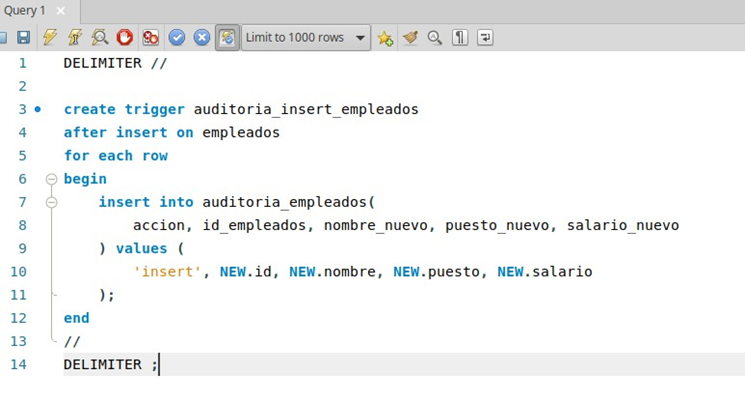 Query 1
Limit to 1000 rows
1 DELIMITER //
2
3 create trigger auditoria_insert_empleados
4 after insert on empleados
5 for each row
6 begin
7 insert into auditoria_empleados(
8 accion, id_empleados, nombre_nuevo, puesto_nuevo, salario_nuevo
9 ) values (
10 'insert', NEW.id, NEW.nombre, NEW.puesto, NEW.salario
11 );
12 end
13 //
14 DELIMITER ;